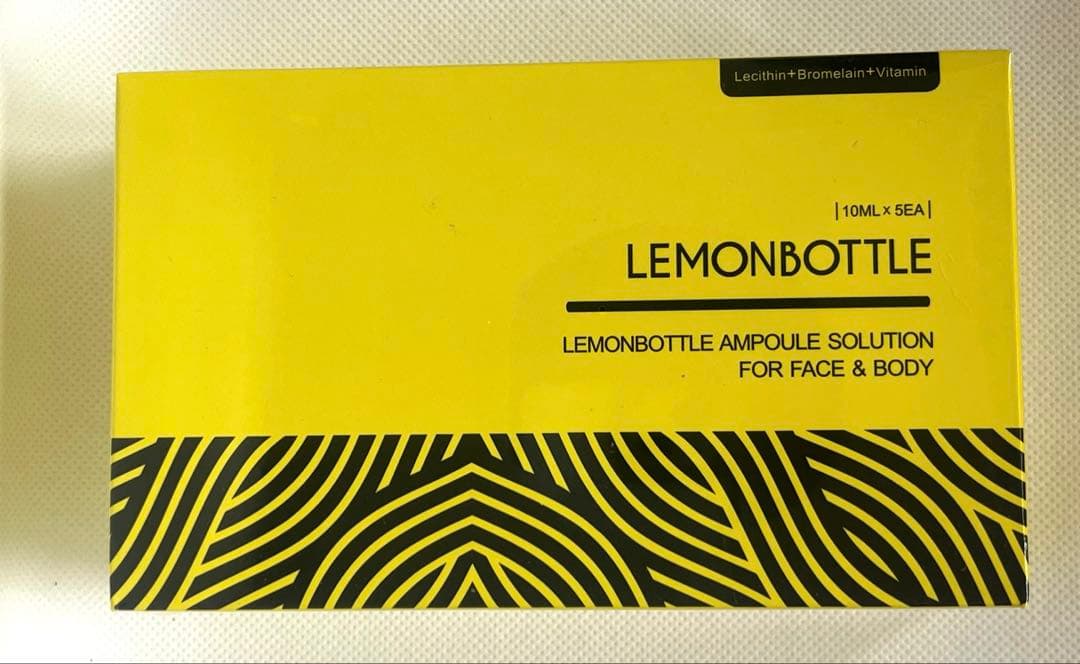 Lecithin+Bromelain+Vitamin
|10ML x 5EA|
LEMONBOTTLE
LEMONBOTTLE AMPOULE SOLUTION
FOR FACE & BODY